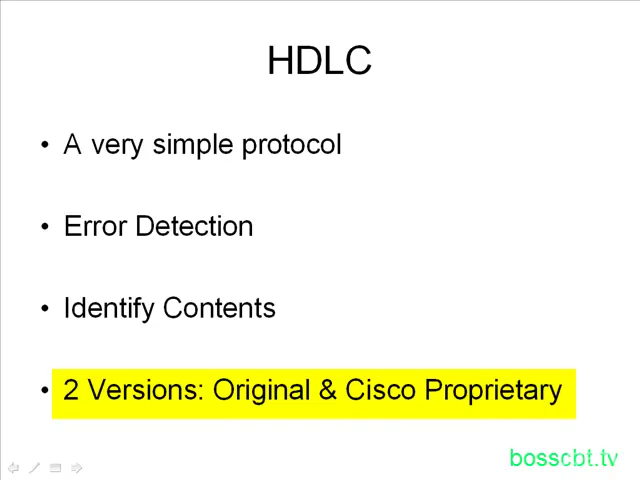 HDLC
• A very simple protocol
• Error Detection
• Identify Contents
• 2 Versions: Original & Cisco Proprietary
bosscbt.tv